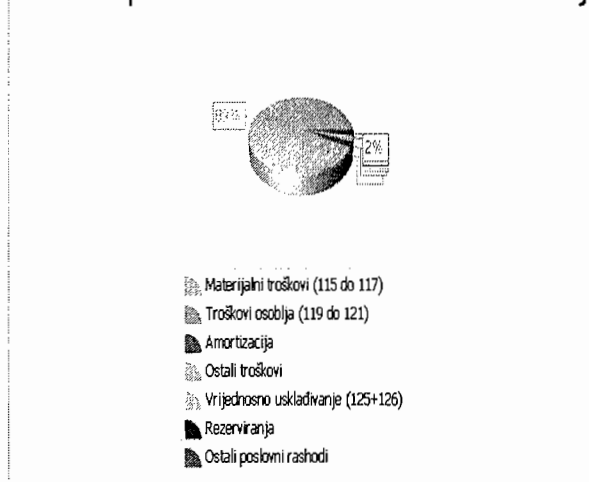 2%
Materijalni troškovi (115 do 117)
Troškovi osoblja (119 do 121)
Amortizacija
Ostali troškovi
Vrijednosno usklađivanje (125+126)
Rezerviranja
Ostali poslovni rashodi